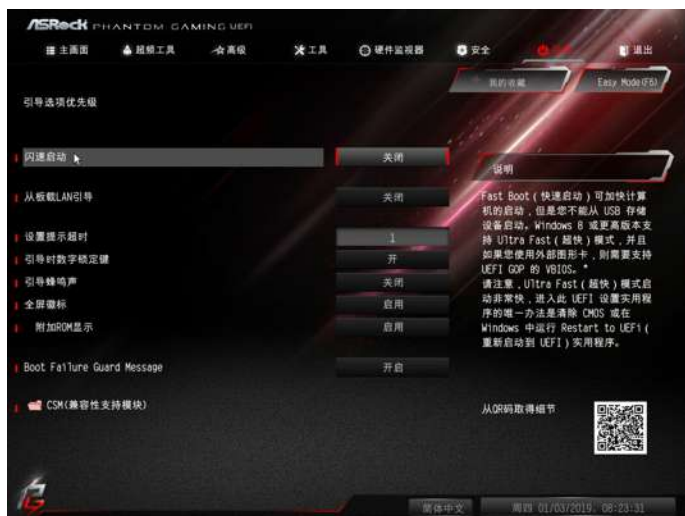 ASRock PHANTOM GAMING UEFI
主画面 超频工具 高级 工具 硬件监视器 安全 退出
我的收藏 Easy Mode(F6)
引导选项优先级
闪速启动 关闭
说明
从板载LAN引导 关闭
Fast Boot ( 快速启动 ) 可加快计算
机的启动 , 但是您不能从 USB 存储
设备启动。Windows 8 或更高版本支
持 Ultra Fast ( 超快 ) 模式 , 并且
如果您使用外部图形卡 , 则需要支持
UEFI GOP 的 VBIOS。*
请注意 , Ultra Fast ( 超快 ) 模式启
动非常快 , 进入此 UEFI 设置实用程
序的唯一办法是清除 CMOS 或在
Windows 中运行 Restart to UEFI (
重新启动到 UEFI ) 实用程序。
设置提示超时 1
引导时数字锁定键 开
引导蜂鸣声 关闭
全屏徽标 启用
附加ROM显示 启用
Boot Failure Guard Message 开启
CSM(兼容性支持模块)
从QR码取得细节
简体中文 周四 01/03/2019, 08:23:31